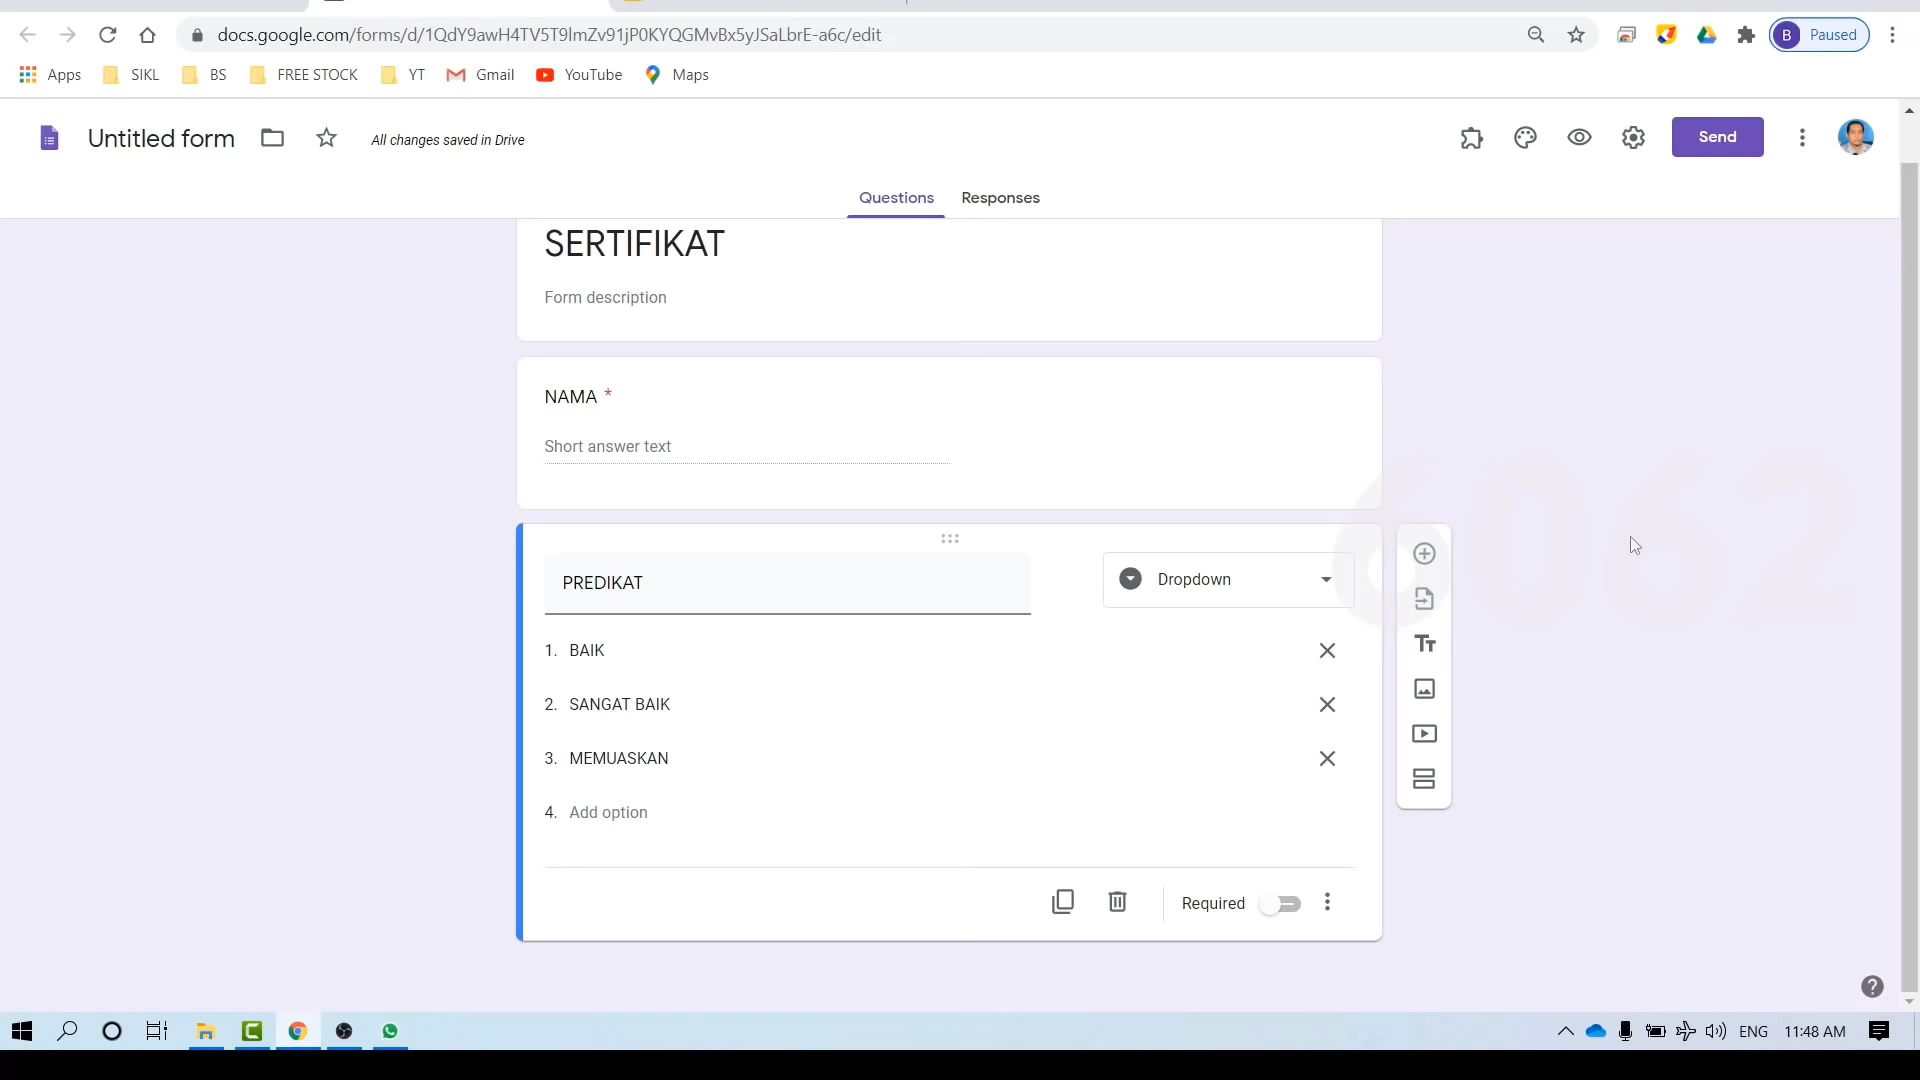 docs.google.com/forms/d/1QdY9awH4TV5T9lmZv91jP0KYQGMvBx5yJSaLbrE-a6c/edit
B Paused
Apps SIKL BS FREE STOCK YT Gmail YouTube Maps
Untitled form All changes saved in Drive Send
Questions Responses
SERTIFIKAT
Form description
NAMA *
Short answer text
6062
PREDIKAT Dropdown
1. BAIK
2. SANGAT BAIK
3. MEMUASKAN
4. Add option
Required
ENG 11:48 AM